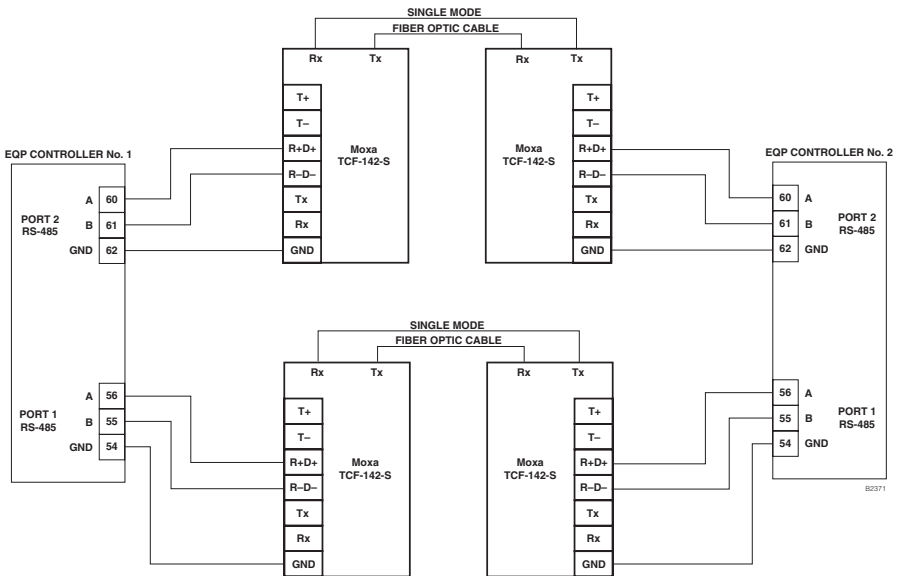 SINGLE MODE
FIBER OPTIC CABLE
Rx Tx
Rx Tx
T+
T–
R+D+
R–D–
Tx
Rx
GND
Moxa
TCF-142-S
Moxa
TCF-142-S
T+
T–
R+D+
R–D–
Tx
Rx
GND
EQP CONTROLLER No. 1
PORT 2
RS-485
A 60
B 61
GND 62
EQP CONTROLLER No. 2
60 A
61 B
62 GND
PORT 2
RS-485
SINGLE MODE
FIBER OPTIC CABLE
Rx Tx
Rx Tx
PORT 1
RS-485
A 56
B 55
GND 54
T+
T–
R+D+
R–D–
Tx
Rx
GND
Moxa
TCF-142-S
Moxa
TCF-142-S
T+
T–
R+D+
R–D–
Tx
Rx
GND
56 A
55 B
54 GND
PORT 1
RS-485
B2371